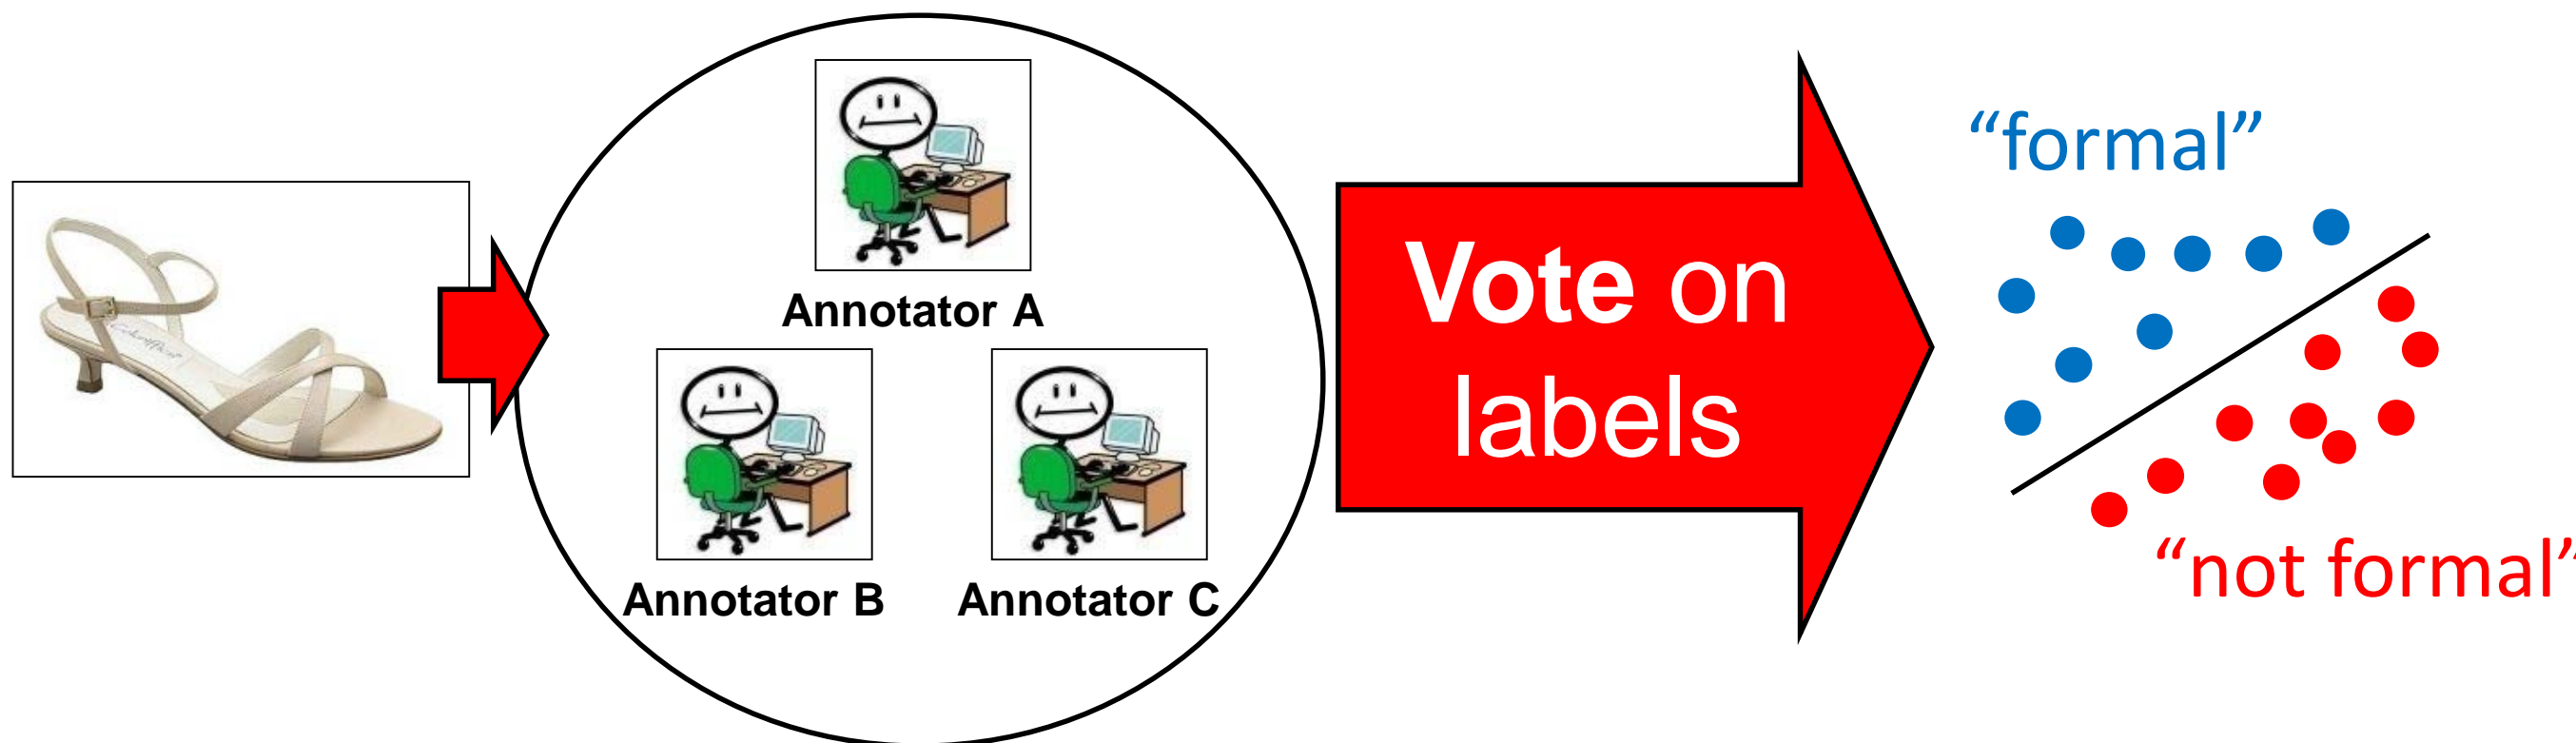 Annotator A
Annotator B
Annotator C
Vote on
labels
“formal”
“not formal”